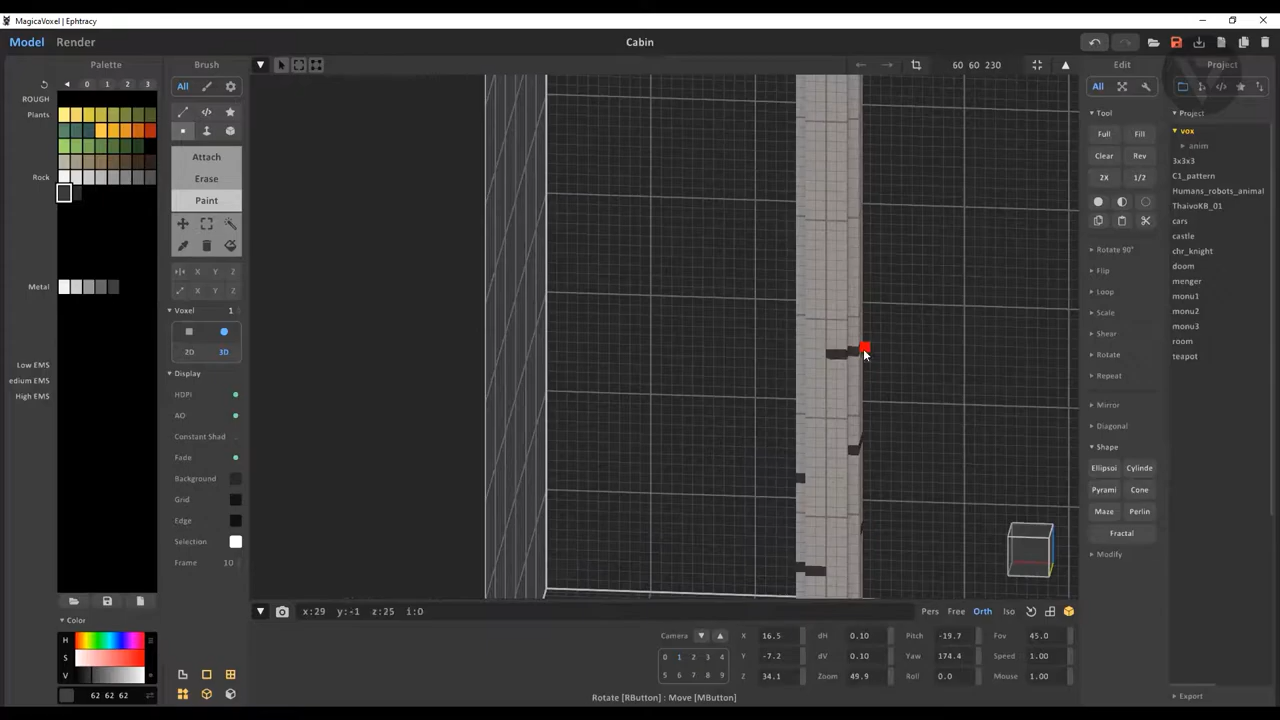 MagicaVoxel | Ephtracy
Model Render Cabin
Palette Brush 60 60 230 Edit Project
0 1 2 3 All All
ROUGH
Plants
Rock
Metal
Low EMS
edium EMS
High EMS
Color
H
S
V
62 62 62
Attach
Erase
Paint
X Y Z
X Y Z
Voxel 1
2D 3D
Display
HDPI
AO
Constant Shad
Fade
Background
Grid
Edge
Selection
Frame 10
x:29 y:-1 z:25 i:0 Pers Free Orth Iso
Camera X 16.5 dH 0.10 Pitch -19.7 Fov 45.0
0 1 2 3 4 Y -7.2 dV 0.10 Yaw 174.4 Speed 1.00
5 6 7 8 9 Z 34.1 Zoom 49.9 Roll 0.0 Mouse 1.00
Rotate [RButton] : Move [MButton]
Tool
Full Fill
Clear Rev
2X 1/2
Rotate 90°
Flip
Loop
Scale
Shear
Rotate
Repeat
Mirror
Diagonal
Shape
Ellipsoi Cylinde
Pyrami Cone
Maze Perlin
Fractal
Modify
Project
vox
anim
3x3x3
C1_pattern
Humans_robots_animal
ThaivoKB_01
cars
castle
chr_knight
doom
menger
monu1
monu2
monu3
room
teapot
Export